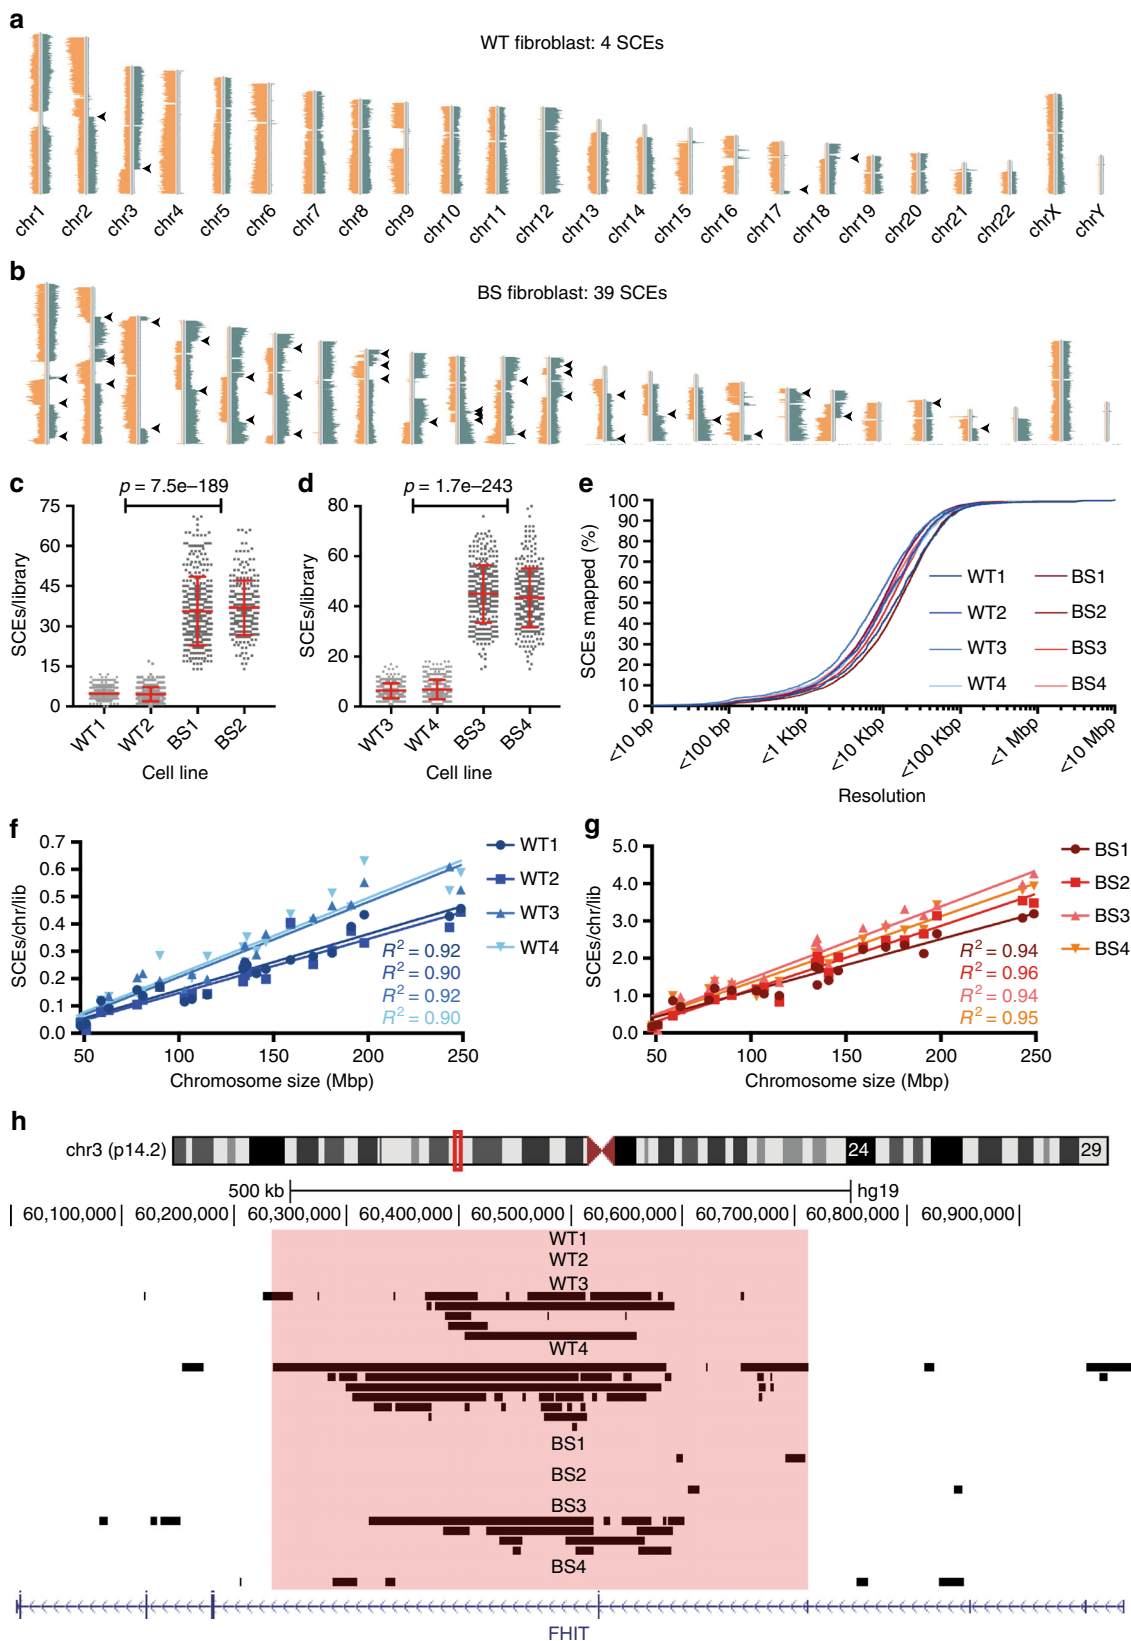 a
WT fibroblast: 4 SCEs
chr1 chr2 chr3 chr4 chr5 chr6 chr7 chr8 chr9 chr10 chr11 chr12 chr13 chr14 chr15 chr16 chr17 chr18 chr19 chr20 chr21 chr22 chrX chrY
b
BS fibroblast: 39 SCEs
c
p = 7.5e–189
SCEs/library
75
60
45
30
15
0
WT1 WT2 BS1 BS2
Cell line
d
p = 1.7e–243
SCEs/library
80
60
40
20
0
WT3 WT4 BS3 BS4
Cell line
e
SCEs mapped (%)
100
90
80
70
60
50
40
30
20
10
0
WT1 BS1
WT2 BS2
WT3 BS3
WT4 BS4
<10 bp <100 bp <1 Kbp <10 Kbp <100 Kbp <1 Mbp <10 Mbp
Resolution
f
SCEs/chr/lib
0.7
0.6
0.5
0.4
0.3
0.2
0.1
0.0
WT1
WT2
WT3
WT4
R² = 0.92
R² = 0.90
R² = 0.92
R² = 0.90
50 100 150 200 250
Chromosome size (Mbp)
g
SCEs/chr/lib
5.0
4.0
3.0
2.0
1.0
0.0
BS1
BS2
BS3
BS4
R² = 0.94
R² = 0.96
R² = 0.94
R² = 0.95
50 100 150 200 250
Chromosome size (Mbp)
h
chr3 (p14.2) 24 29
500 kb hg19
60,100,000 60,200,000 60,300,000 60,400,000 60,500,000 60,600,000 60,700,000 60,800,000 60,900,000
WT1
WT2
WT3
WT4
BS1
BS2
BS3
BS4
FHIT